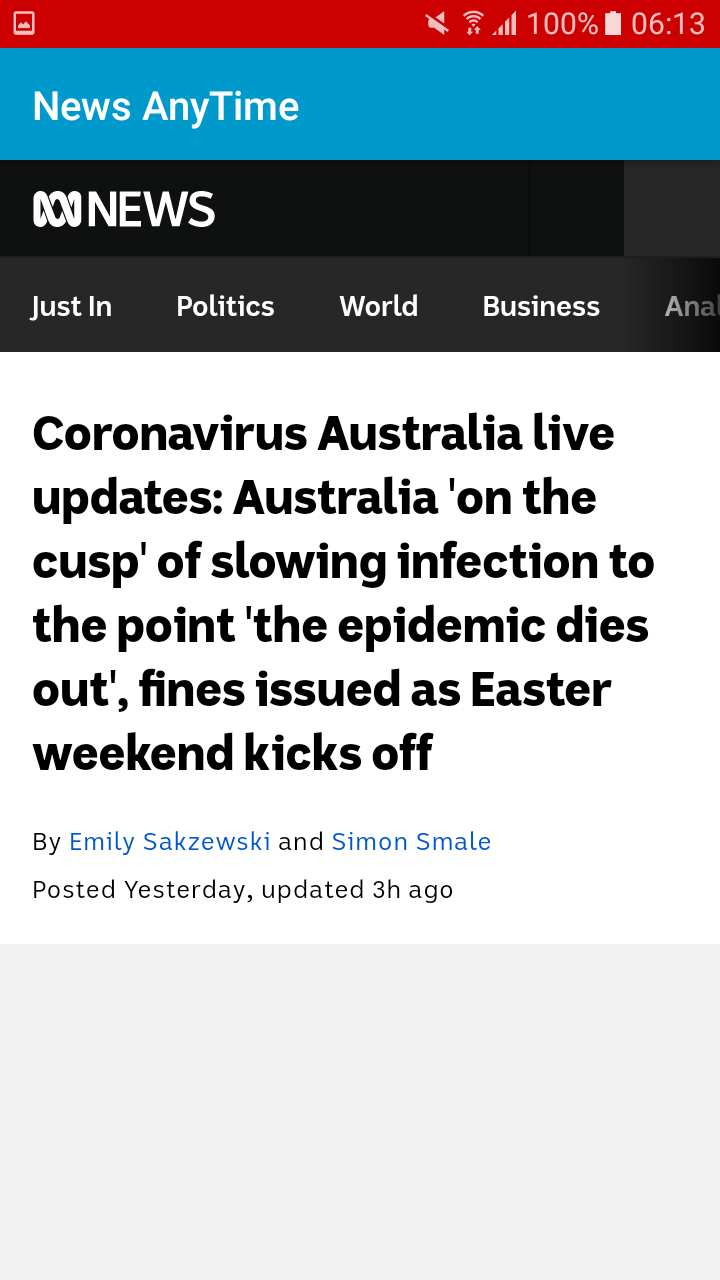 100% 06:13
News AnyTime
NEWS
Just In Politics World Business Anal
Coronavirus Australia live
updates: Australia 'on the
cusp' of slowing infection to
the point 'the epidemic dies
out', fines issued as Easter
weekend kicks off
By Emily Sakzewski and Simon Smale
Posted Yesterday, updated 3h ago